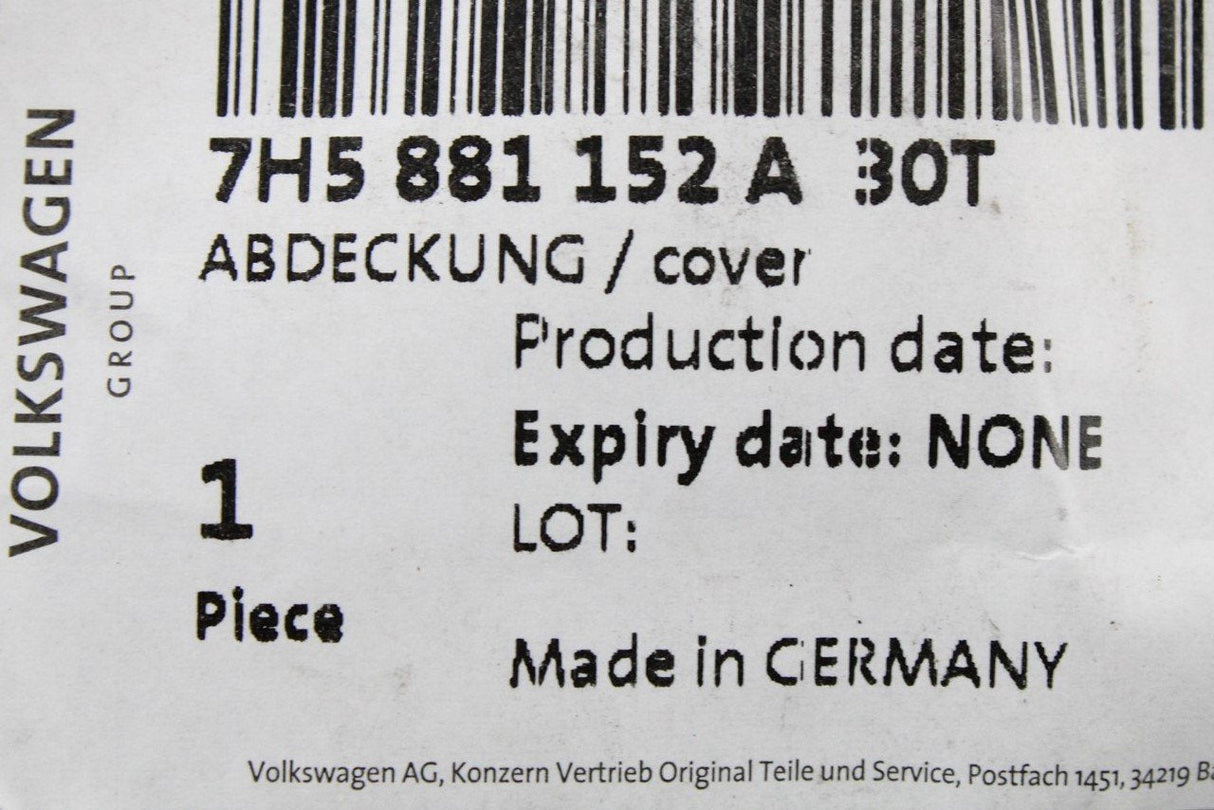 VOLKSWAGEN
GROUP
7H5 881 152 A 30T
ABDECKUNG / cover
Production date:
Expiry date: NONE
1
LOT:
Piece
Made in GERMANY
Volkswagen AG, Konzern Vertrieb Original Teile und Service, Postfach 1451, 34219